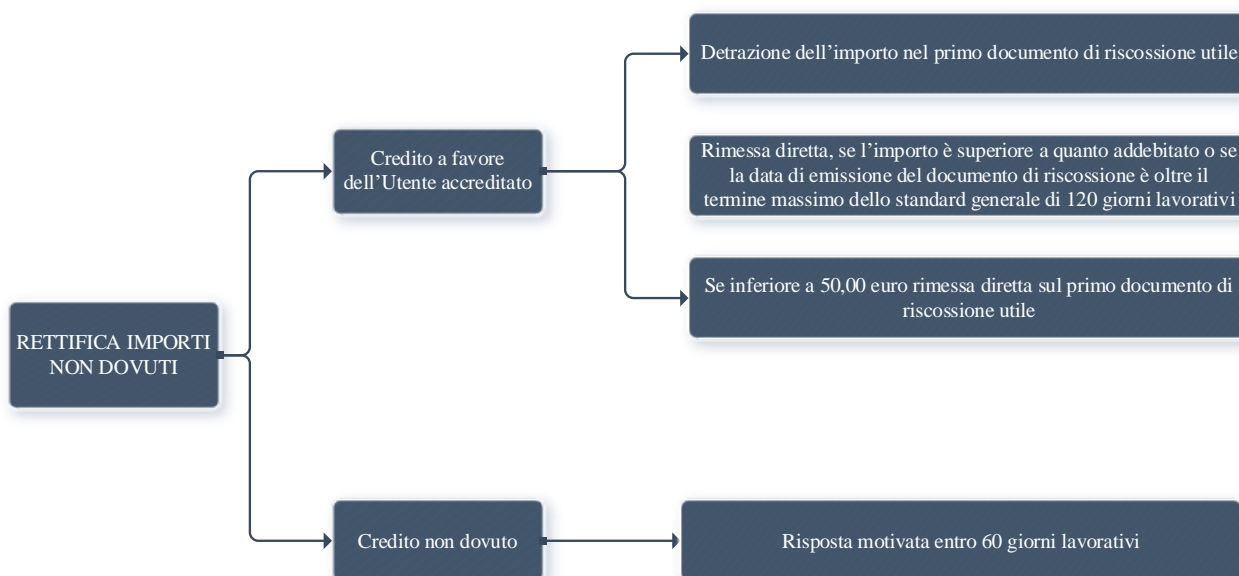 Detrazione dell’importo nel primo documento di riscossione utile
Credito a favore
dell’Utente accreditato
Rimessa diretta, se l’importo è superiore a quanto addebitato o se
la data di emissione del documento di riscossione è oltre il
termine massimo dello standard generale di 120 giorni lavorativi
Se inferiore a 50,00 euro rimessa diretta sul primo documento di
riscossione utile
RETTIFICA IMPORTI
NON DOVUTI
Credito non dovuto
Risposta motivata entro 60 giorni lavorativi